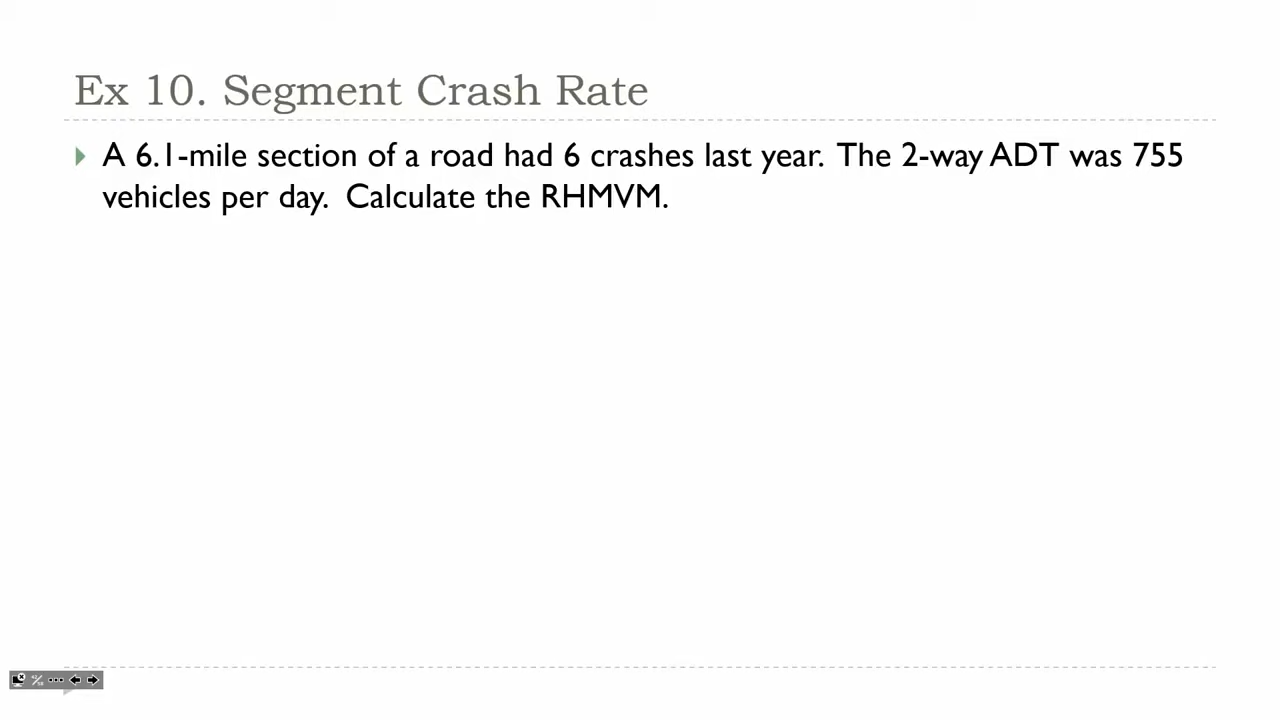 Ex 10. Segment Crash Rate
A 6.1-mile section of a road had 6 crashes last year. The 2-way ADT was 755
vehicles per day. Calculate the RHMVM.